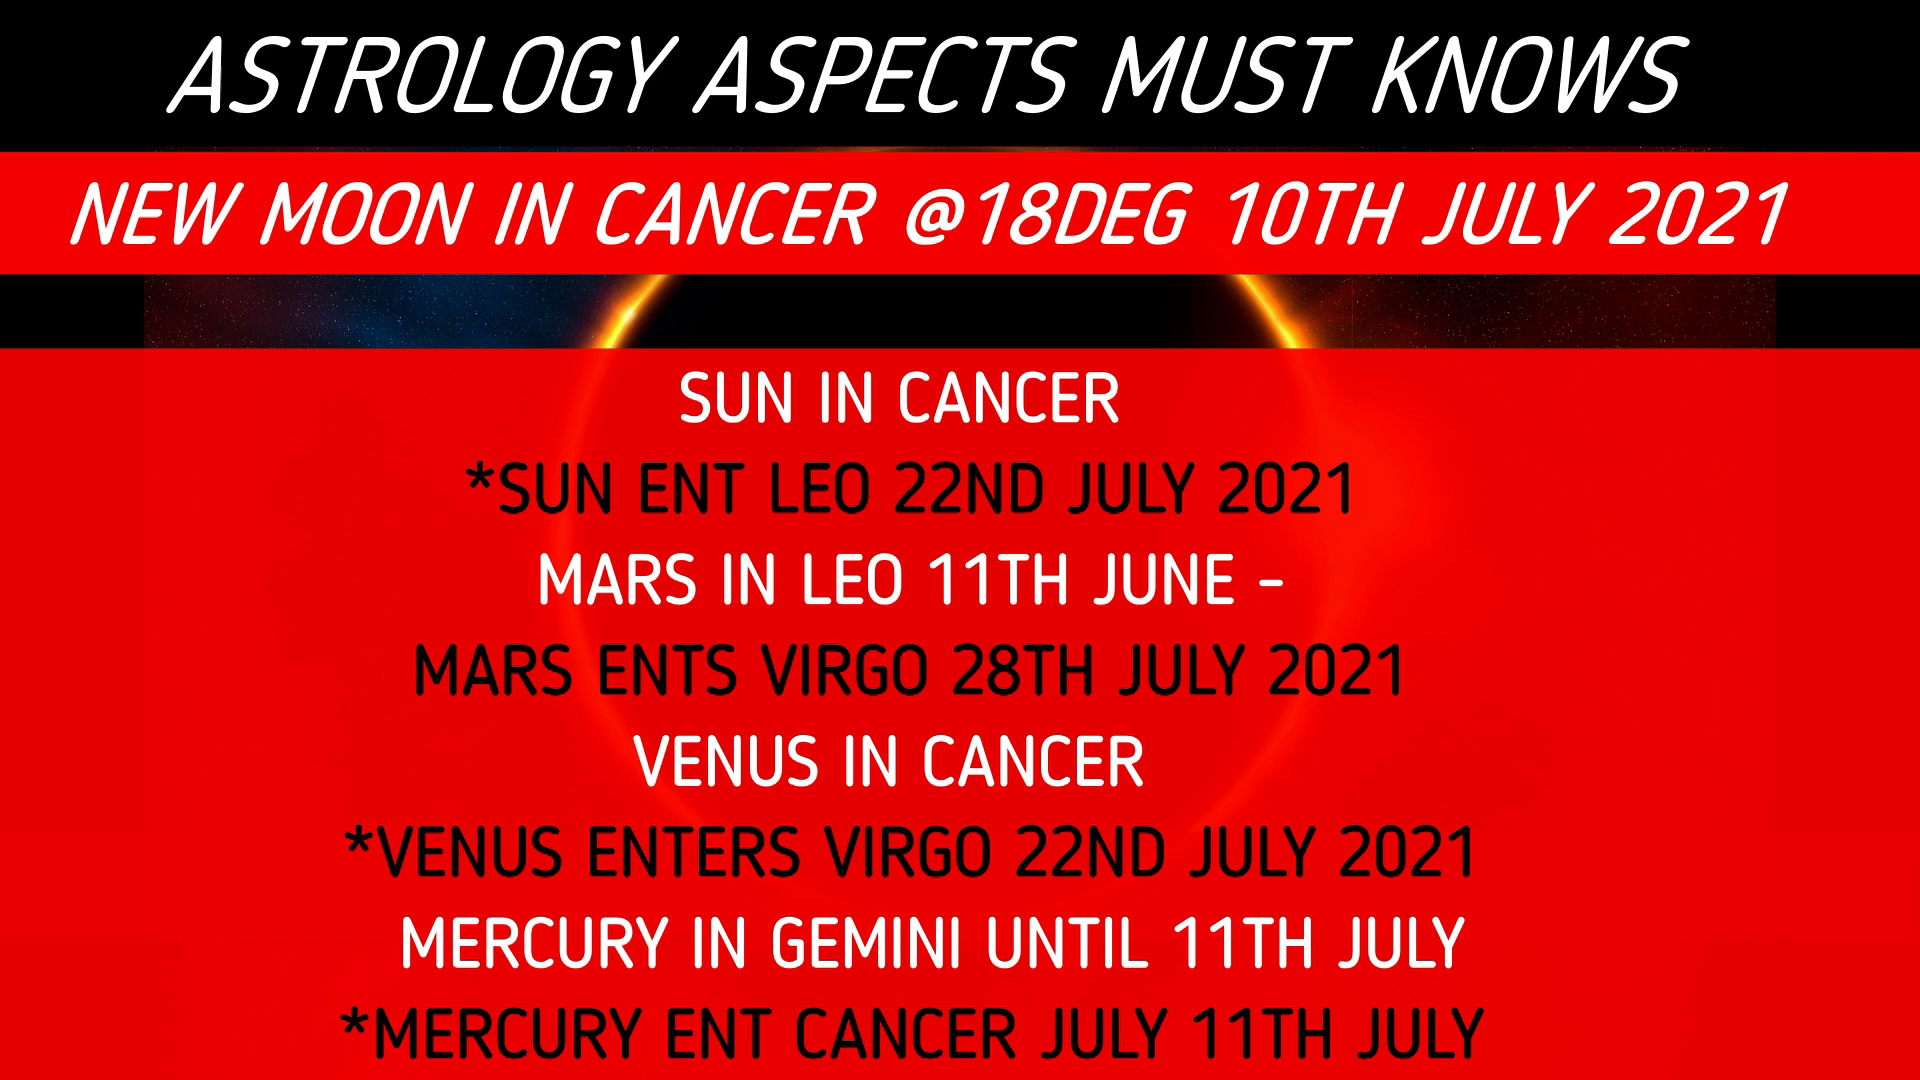 ASTROLOGY ASPECTS MUST KNOWS
NEW MOON IN CANCER @18DEG 10TH JULY 2021
SUN IN CANCER
*SUN ENT LEO 22ND JULY 2021
MARS IN LEO 11TH JUNE -
MARS ENTS VIRGO 28TH JULY 2021
VENUS IN CANCER
*VENUS ENTERS VIRGO 22ND JULY 2021
MERCURY IN GEMINI UNTIL 11TH JULY
*MERCURY ENT CANCER JULY 11TH JULY